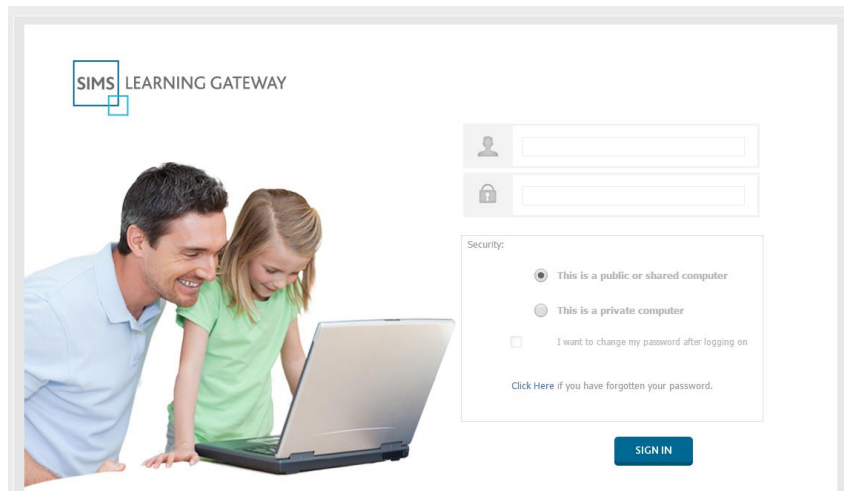 SIMS LEARNING GATEWAY
Security:
This is a public or shared computer
This is a private computer
I want to change my password after logging on
Click Here if you have forgotten your password.
SIGN IN